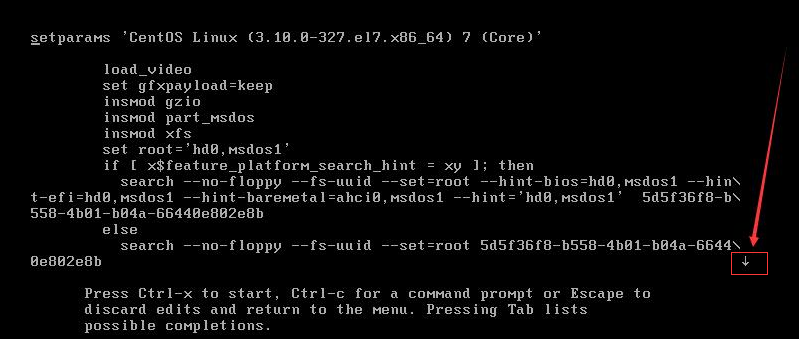 setparams 'CentOS Linux (3.10.0-327.el7.x86_64) 7 (Core)'
load_video
set gfxpayload=keep
insmod gzio
insmod part_msdos
insmod xfs
set root='hd0,msdos1'
if [ x$feature_platform_search_hint = xy ]; then
search --no-floppy --fs-uuid --set=root --hint-bios=hd0,msdos1 --hin\
t-efi=hd0,msdos1 --hint-baremetal=ahci0,msdos1 --hint='hd0,msdos1'  5d5f36f8-b\
558-4b01-b04a-66440e802e8b
else
search --no-floppy --fs-uuid --set=root 5d5f36f8-b558-4b01-b04a-6644\
0e802e8b ↓
Press Ctrl-x to start, Ctrl-c for a command prompt or Escape to
discard edits and return to the menu. Pressing Tab lists
possible completions.